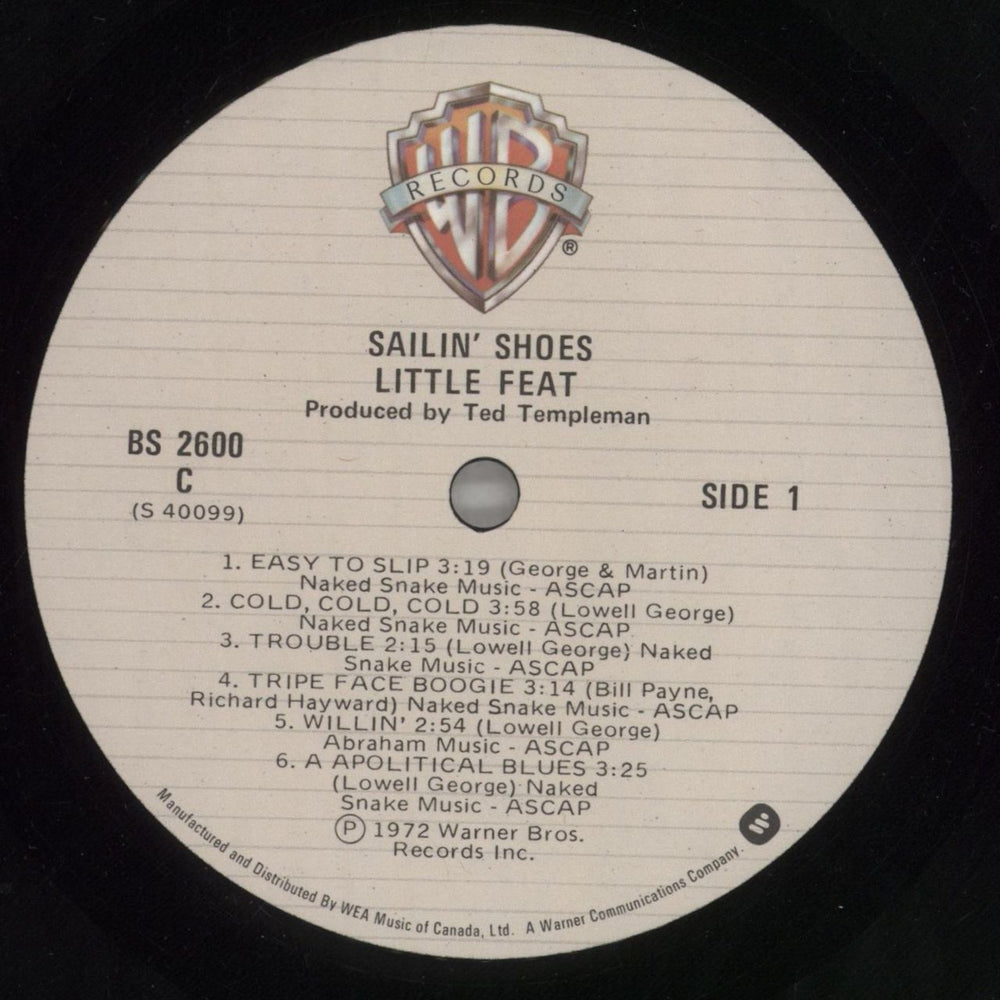 WB
RECORDS
®
SAILIN' SHOES
LITTLE FEAT
Produced by Ted Templeman
BS 2600
C
(S 40099)
SIDE 1
1. EASY TO SLIP 3:19 (George & Martin)
Naked Snake Music - ASCAP
2. COLD, COLD, COLD 3:58 (Lowell George)
Naked Snake Music - ASCAP
3. TROUBLE 2:15 (Lowell George) Naked
Snake Music - ASCAP
4. TRIPE FACE BOOGIE 3:14 (Bill Payne,
Richard Hayward) Naked Snake Music - ASCAP
5. WILLIN' 2:54 (Lowell George)
Abraham Music - ASCAP
6. A APOLITICAL BLUES 3:25
(Lowell George) Naked
Snake Music - ASCAP
Ⓟ 1972 Warner Bros.
Records Inc.
Manufactured and Distributed By WEA Music of Canada, Ltd. A Warner Communications Company.